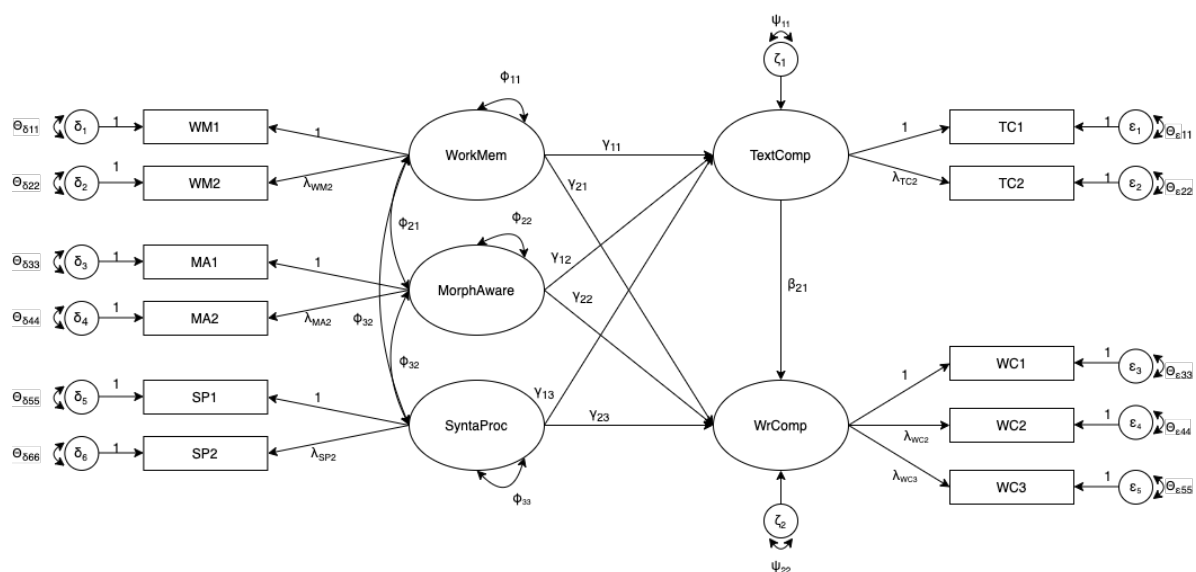 ψ₁₁
ζ₁
ϕ₁₁
Θδ11
δ₁
1
WM1
1
WorkMem
γ₁₁
TextComp
1
TC1
1
ε₁
Θε11
Θδ22
δ₂
1
WM2
λWM2
γ₂₁
λTC2
TC2
1
ε₂
Θε22
ϕ₂₁
ϕ₂₂
Θδ33
δ₃
1
MA1
1
γ₁₂
MorphAware
β₂₁
Θδ44
δ₄
1
MA2
λMA2
γ₂₂
ϕ₃₂
ϕ₃₂
1
WC1
1
ε₃
Θε33
Θδ55
δ₅
1
SP1
1
γ₁₃
SyntaProc
γ₂₃
WrComp
λWC2
WC2
1
ε₄
Θε44
Θδ66
δ₆
1
SP2
λSP2
λWC3
WC3
1
ε₅
Θε55
ϕ₃₃
ζ₂
ψ₂₂